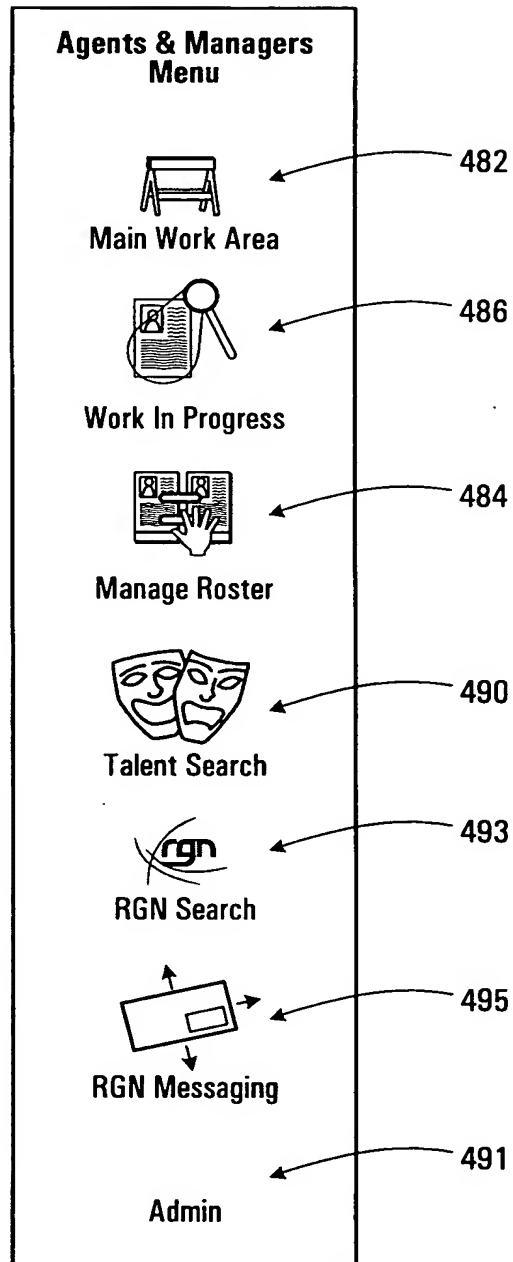 Agents & Managers
Menu
482
Main Work Area
486
Work In Progress
484
Manage Roster
490
Talent Search
493
rgn
RGN Search
495
RGN Messaging
491
Admin